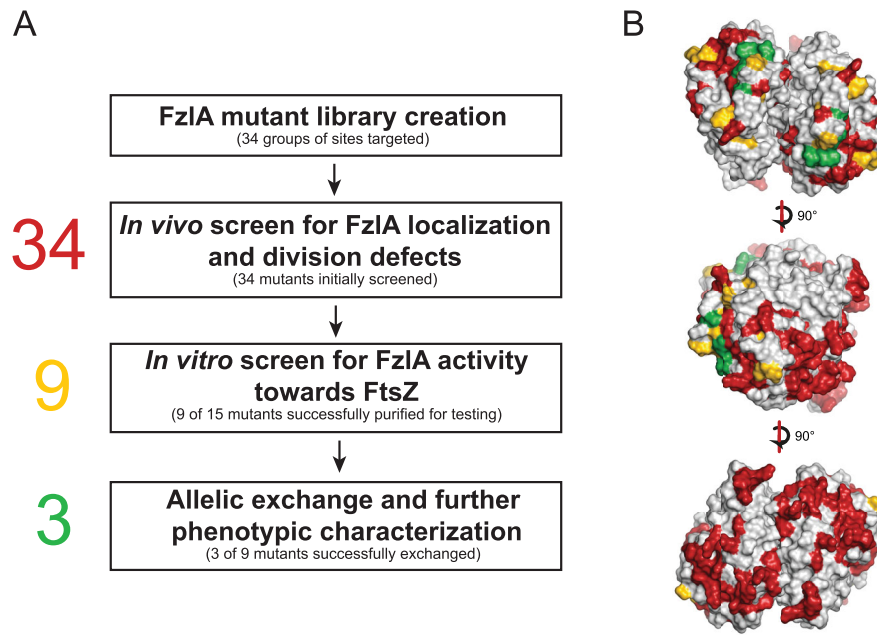 A
FzlA mutant library creation
(34 groups of sites targeted)
34
In vivo screen for FzlA localization
and division defects
(34 mutants initially screened)
9
In vitro screen for FzlA activity
towards FtsZ
(9 of 15 mutants successfully purified for testing)
3
Allelic exchange and further
phenotypic characterization
(3 of 9 mutants successfully exchanged)
B
90°
90°